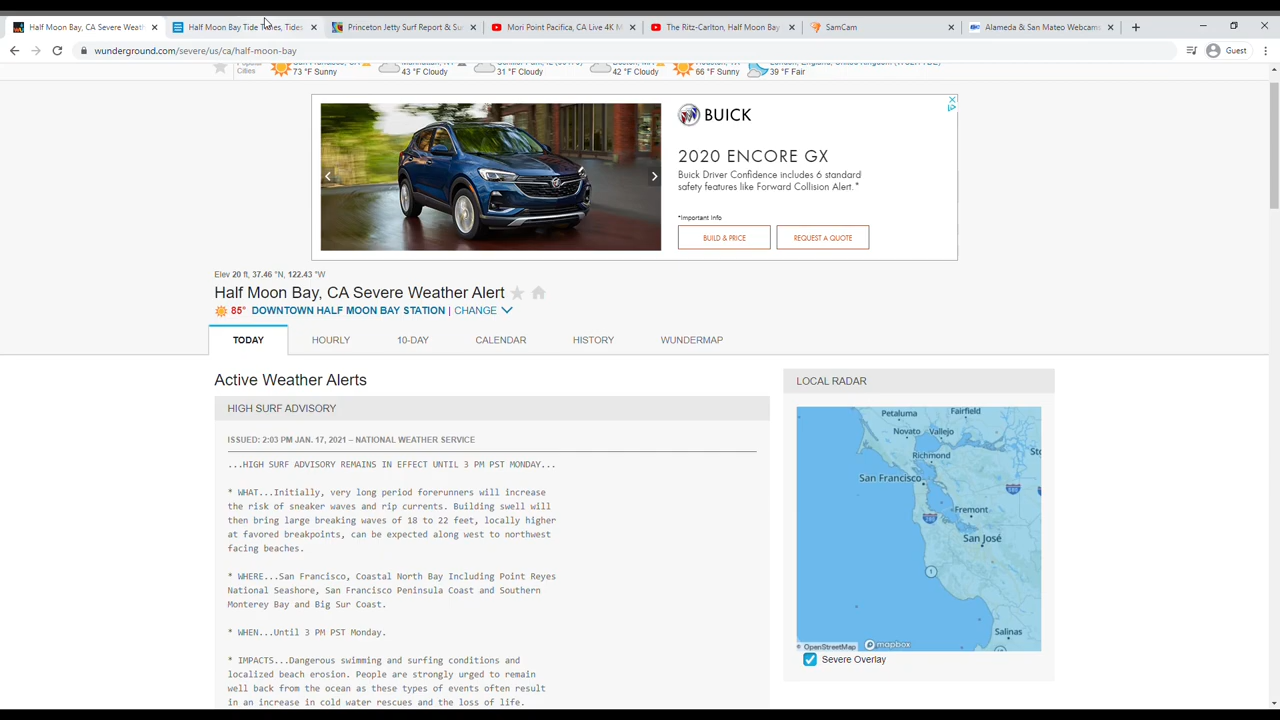 Half Moon Bay, CA Severe Weath
Half Moon Bay Tide Times, Tides
Princeton Jetty Surf Report & Su
Mori Point Pacifica, CA Live 4K M
The Ritz-Carlton, Half Moon Bay
SamCam
Alameda & San Mateo Webcams
wunderground.com/severe/us/ca/half-moon-bay
Guest
Popular
Cities
73 °F Sunny
43 °F Cloudy
31 °F Cloudy
42 °F Cloudy
66 °F Sunny
39 °F Fair
BUICK
2020 ENCORE GX
Buick Driver Confidence includes 6 standard
safety features like Forward Collision Alert.*
*Important Info
BUILD & PRICE
REQUEST A QUOTE
Elev 20 ft, 37.46 °N, 122.43 °W
Half Moon Bay, CA Severe Weather Alert
85° DOWNTOWN HALF MOON BAY STATION | CHANGE
TODAY
HOURLY
10-DAY
CALENDAR
HISTORY
WUNDERMAP
Active Weather Alerts
HIGH SURF ADVISORY
ISSUED: 2:03 PM JAN. 17, 2021 – NATIONAL WEATHER SERVICE
...HIGH SURF ADVISORY REMAINS IN EFFECT UNTIL 3 PM PST MONDAY...
* WHAT...Initially, very long period forerunners will increase
the risk of sneaker waves and rip currents. Building swell will
then bring large breaking waves of 18 to 22 feet, locally higher
at favored breakpoints, can be expected along west to northwest
facing beaches.
* WHERE...San Francisco, Coastal North Bay Including Point Reyes
National Seashore, San Francisco Peninsula Coast and Southern
Monterey Bay and Big Sur Coast.
* WHEN...Until 3 PM PST Monday.
* IMPACTS...Dangerous swimming and surfing conditions and
localized beach erosion. People are strongly urged to remain
well back from the ocean as these types of events often result
in an increase in cold water rescues and the loss of life.
LOCAL RADAR
Petaluma
Fairfield
Novato
Vallejo
Richmond
Sto
San Francisco
Fremont
San José
1
Salinas
© OpenStreetMap
mapbox
Severe Overlay